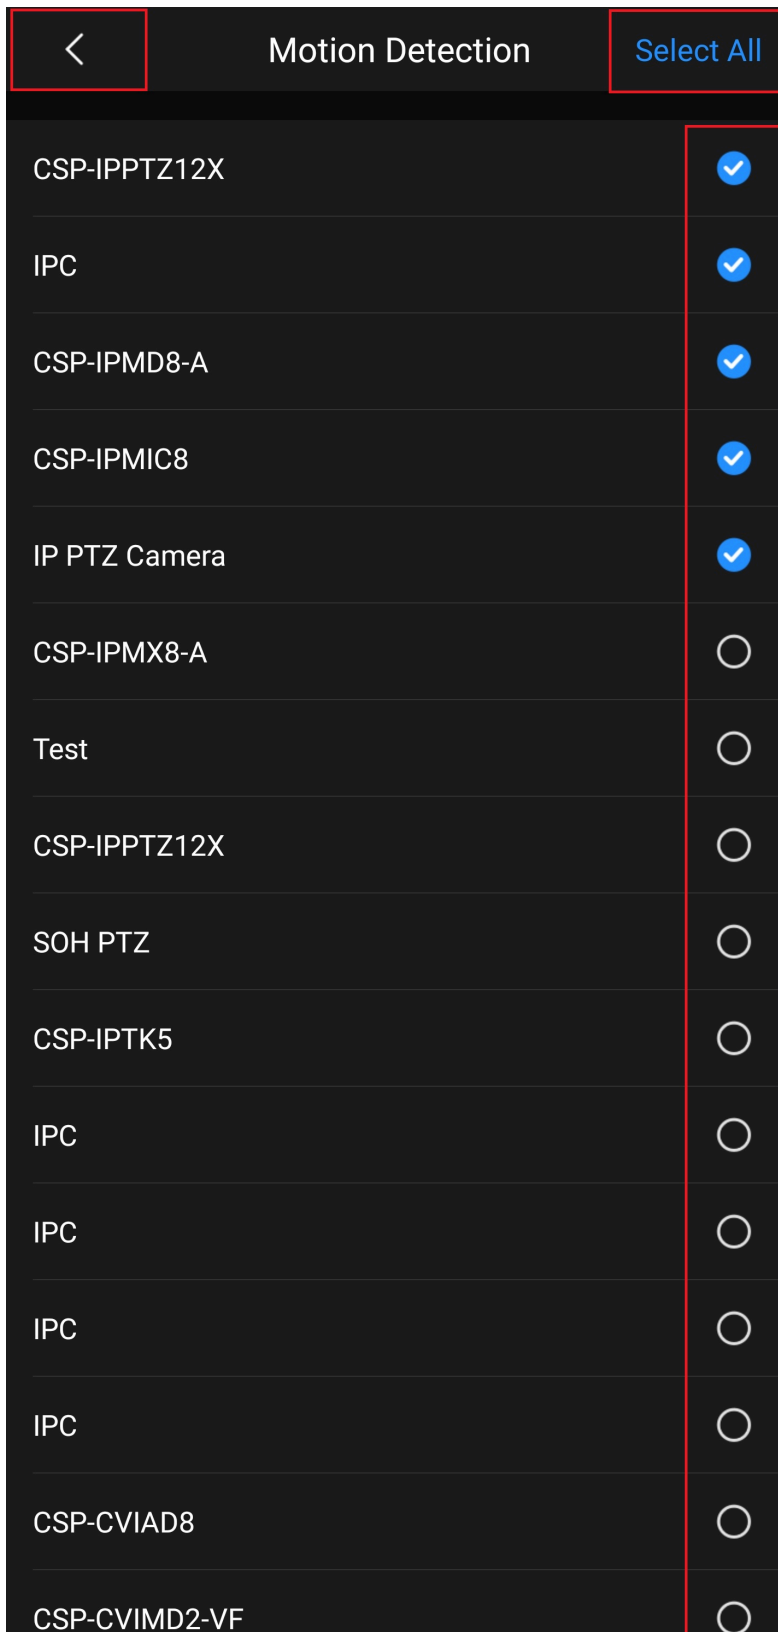 Motion Detection Select All
CSP-IPPTZ12X
IPC
CSP-IPMD8-A
CSP-IPMIC8
IP PTZ Camera
CSP-IPMX8-A
Test
CSP-IPPTZ12X
SOH PTZ
CSP-IPTK5
IPC
IPC
IPC
IPC
CSP-CVIAD8
CSP-CVIMD2-VF